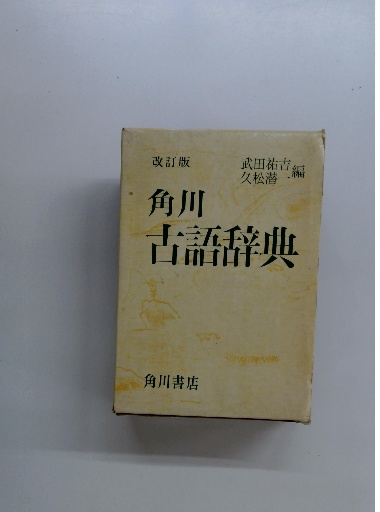 改訂版
武田祐吉
久松潜一 編
角川
古語辞典
角川書店